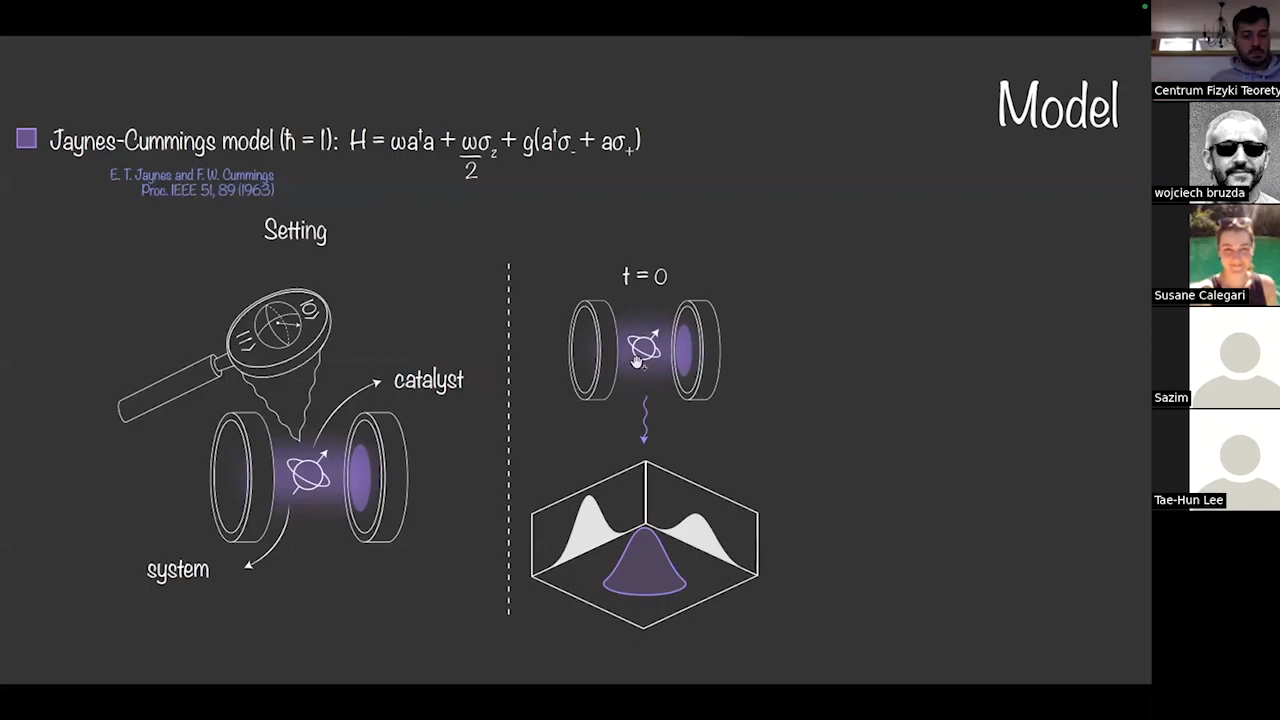 Model
Jaynes-Cummings model (ħ = 1): H = ωa†a + ω/2 σz + g(a†σ- + aσ+)
E. T. Jaynes and F. W. Cummings
Proc. IEEE 51, 89 (1963)
Setting
t = 0
catalyst
system
Centrum Fizyki Teorety
wojciech bruzda
Susane Calegari
Sazim
Tae-Hun Lee